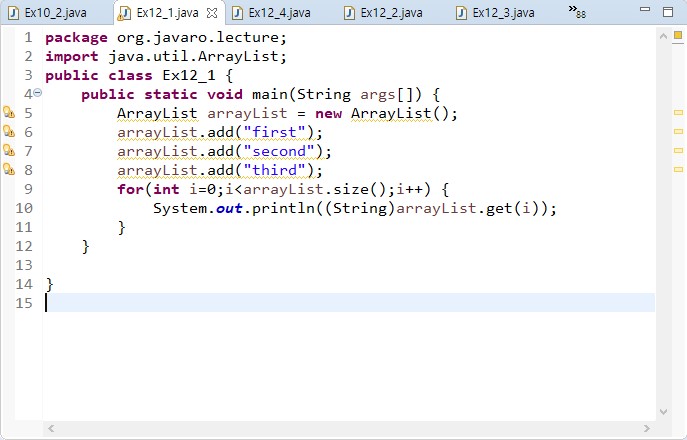 Ex10_2.java Ex12_1.java Ex12_4.java Ex12_2.java Ex12_3.java »88
1 package org.javaro.lecture;
2 import java.util.ArrayList;
3 public class Ex12_1 {
4 public static void main(String args[]) {
5 ArrayList arrayList = new ArrayList();
6 arrayList.add("first");
7 arrayList.add("second");
8 arrayList.add("third");
9 for(int i=0;i<arrayList.size();i++) {
10 System.out.println((String)arrayList.get(i));
11 }
12 }
13
14 }
15